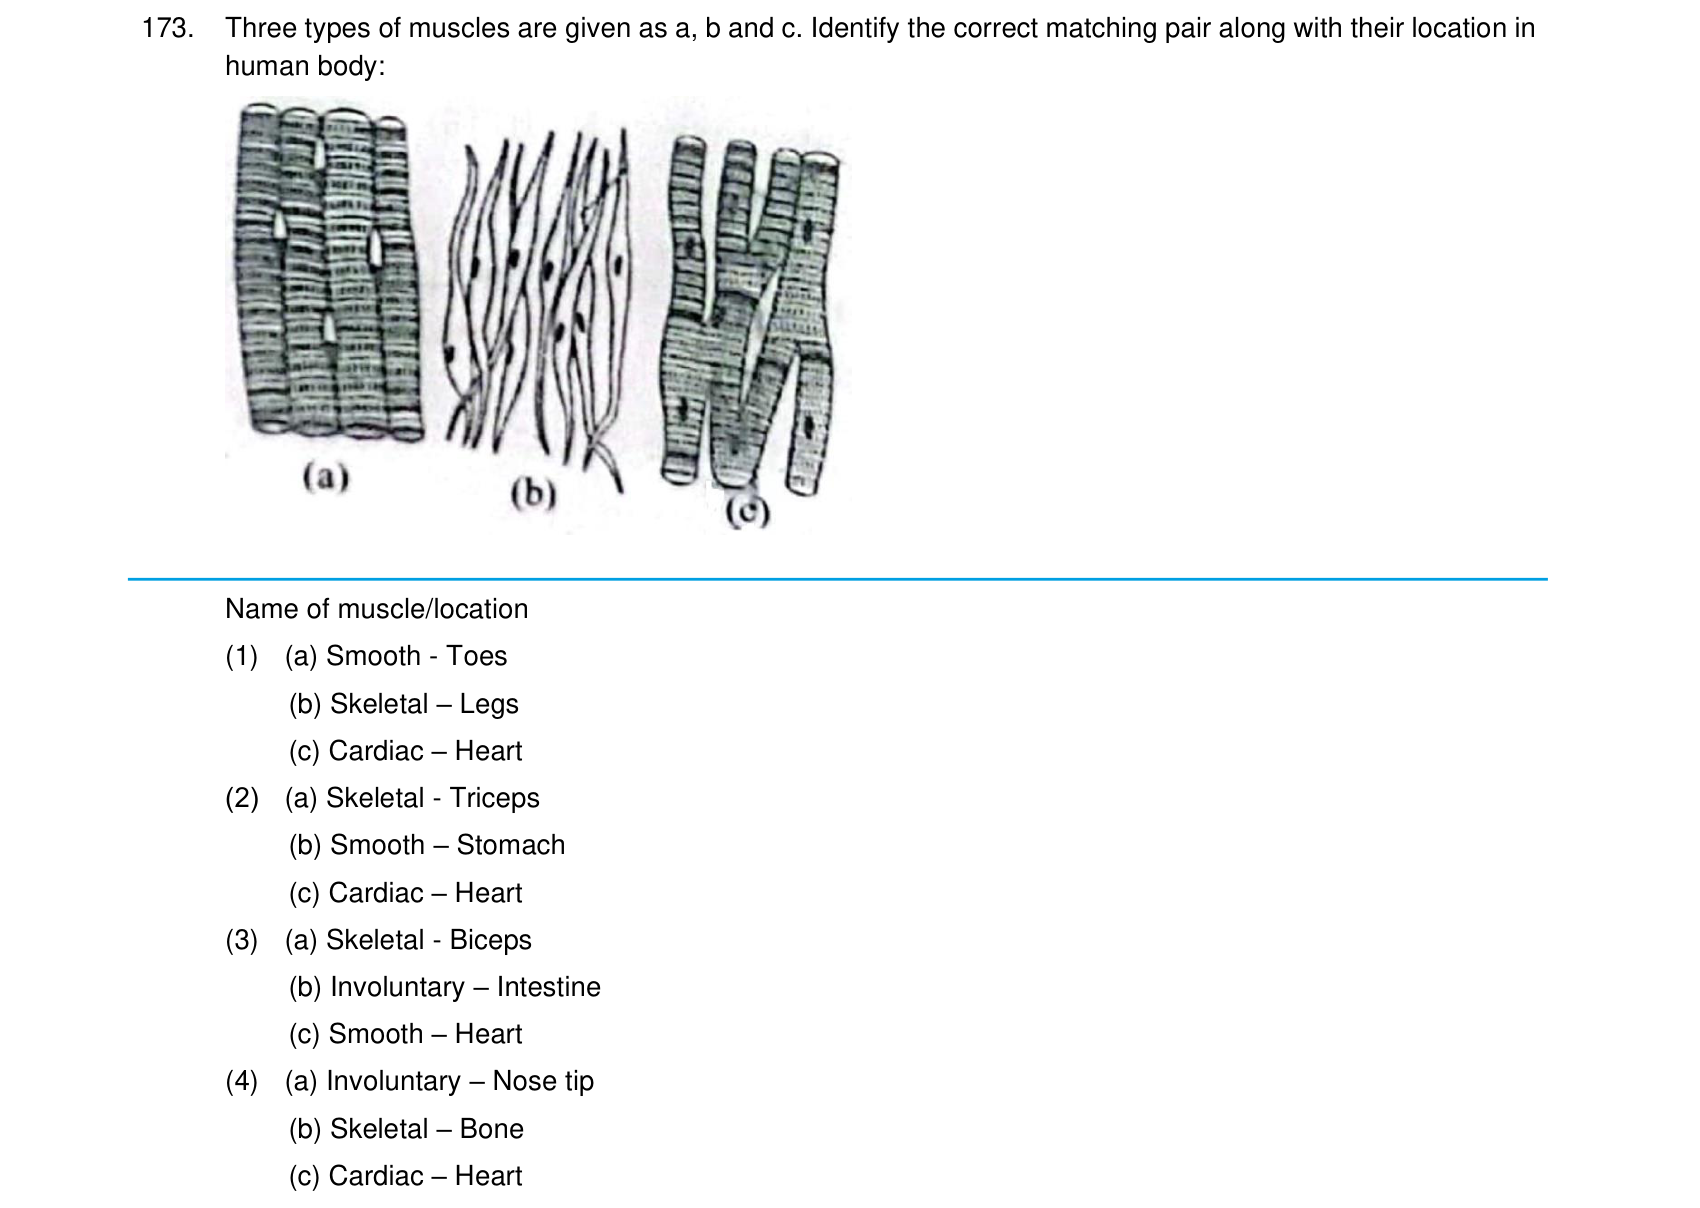 173. Three types of muscles are given as a, b and c. Identify the correct matching pair along with their location in
human body:
(a)
(b)
(c)
Name of muscle/location
(1) (a) Smooth - Toes
(b) Skeletal – Legs
(c) Cardiac – Heart
(2) (a) Skeletal - Triceps
(b) Smooth – Stomach
(c) Cardiac – Heart
(3) (a) Skeletal - Biceps
(b) Involuntary – Intestine
(c) Smooth – Heart
(4) (a) Involuntary – Nose tip
(b) Skeletal – Bone
(c) Cardiac – Heart